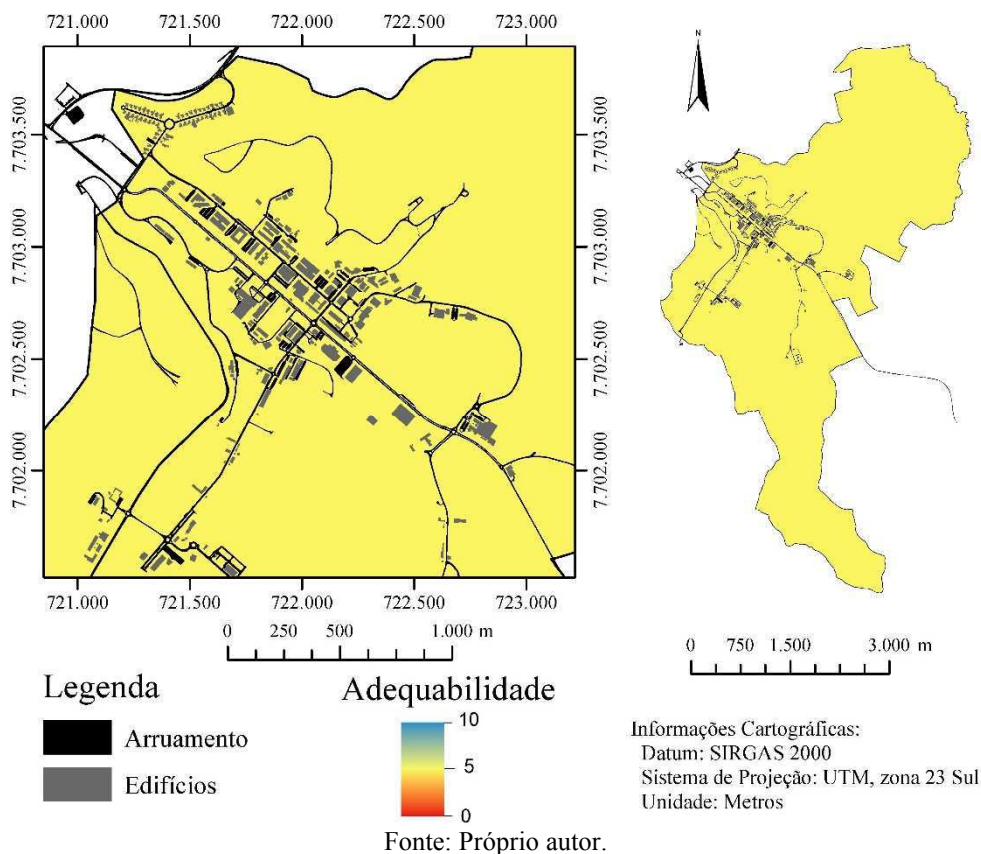 721.000 721.500 722.000 722.500 723.000
7.703.500 7.703.500
7.703.000 7.703.000
7.702.500 7.702.500
7.702.000 7.702.000
721.000 721.500 722.000 722.500 723.000
0 250 500 1.000 m
N
0 750 1.500 3.000 m
Legenda
Arruamento
Edifícios
Adequabilidade
10
5
0
Informações Cartográficas:
Datum: SIRGAS 2000
Sistema de Projeção: UTM, zona 23 Sul
Unidade: Metros
Fonte: Próprio autor.